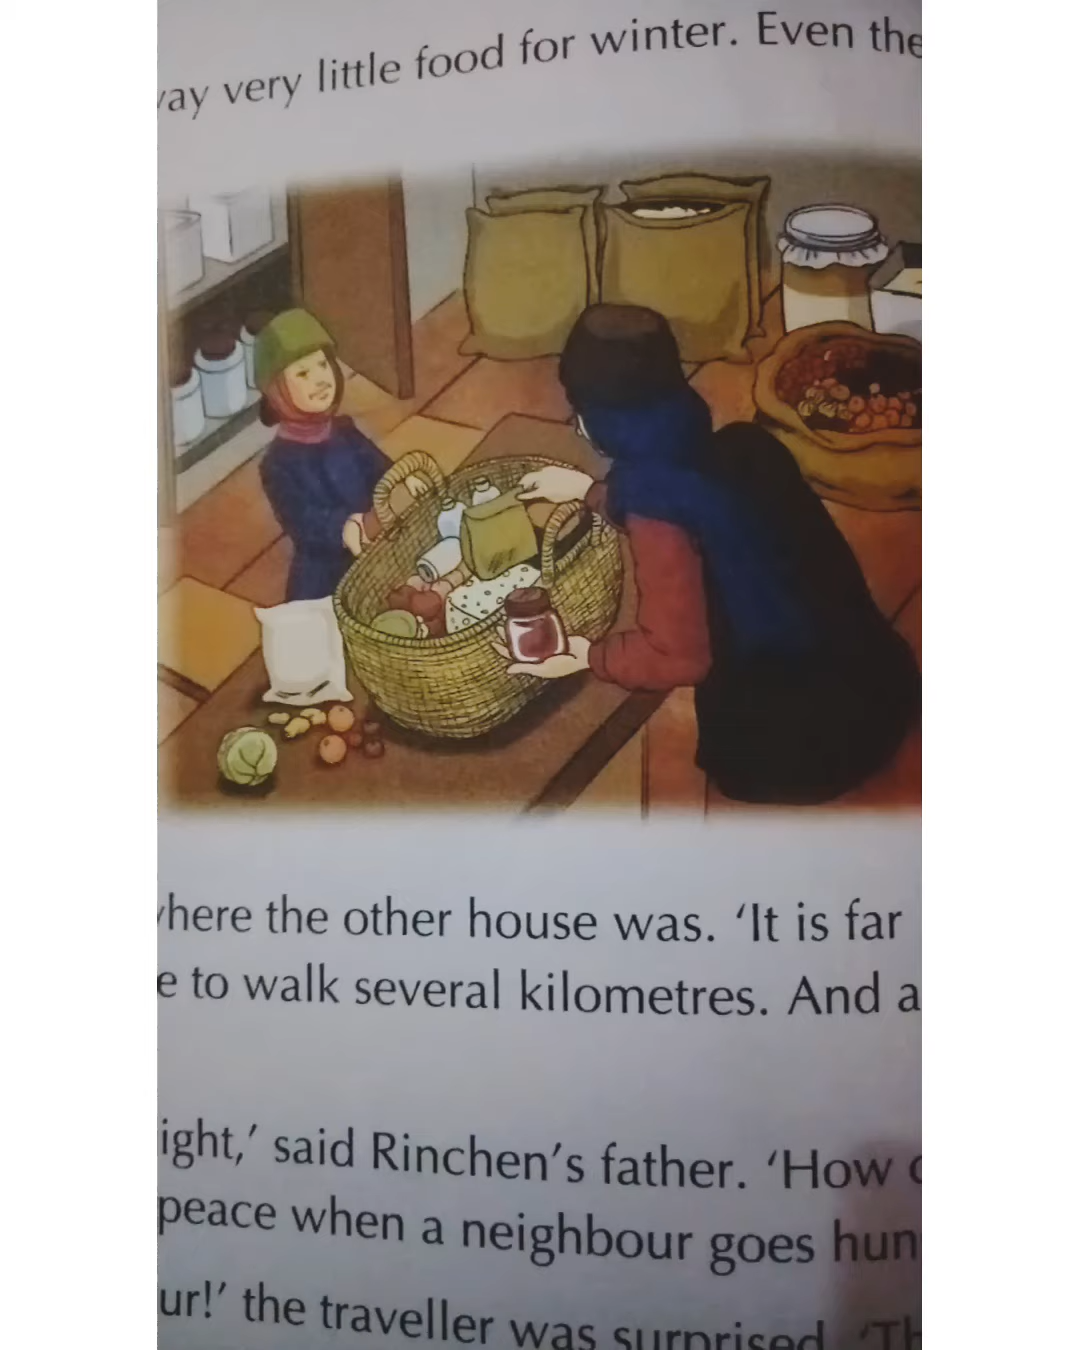 very little food for winter. Even the
here the other house was. ‘It is far
e to walk several kilometres. And a
ight,’ said Rinchen’s father. ‘How
peace when a neighbour goes hun
ur!’ the traveller was surprised. ‘Th